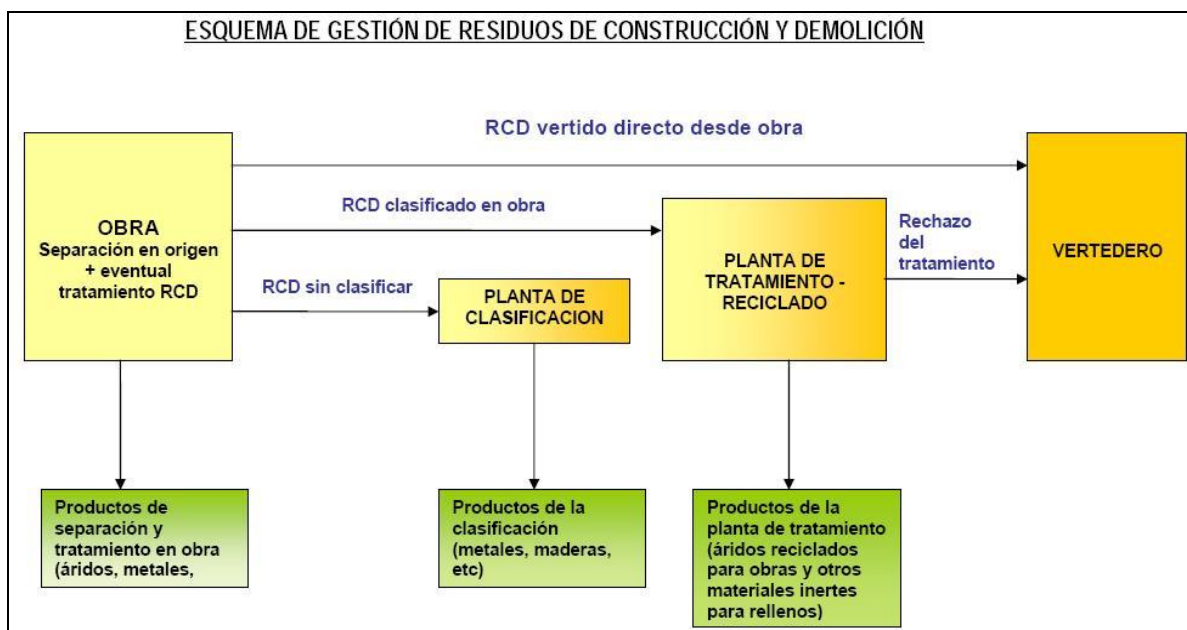 ESQUEMA DE GESTIÓN DE RESIDUOS DE CONSTRUCCIÓN Y DEMOLICIÓN
RCD vertido directo desde obra
OBRA
Separación en origen
+ eventual
tratamiento RCD
RCD clasificado en obra
RCD sin clasificar
PLANTA DE
CLASIFICACION
PLANTA DE
TRATAMIENTO -
RECICLADO
Rechazo
del
tratamiento
VERTEDERO
Productos de
separación y
tratamiento en obra
(áridos, metales,
Productos de la
clasificación
(metales, maderas,
etc)
Productos de la
planta de tratamiento
(áridos reciclados
para obras y otros
materiales inertes
para rellenos)